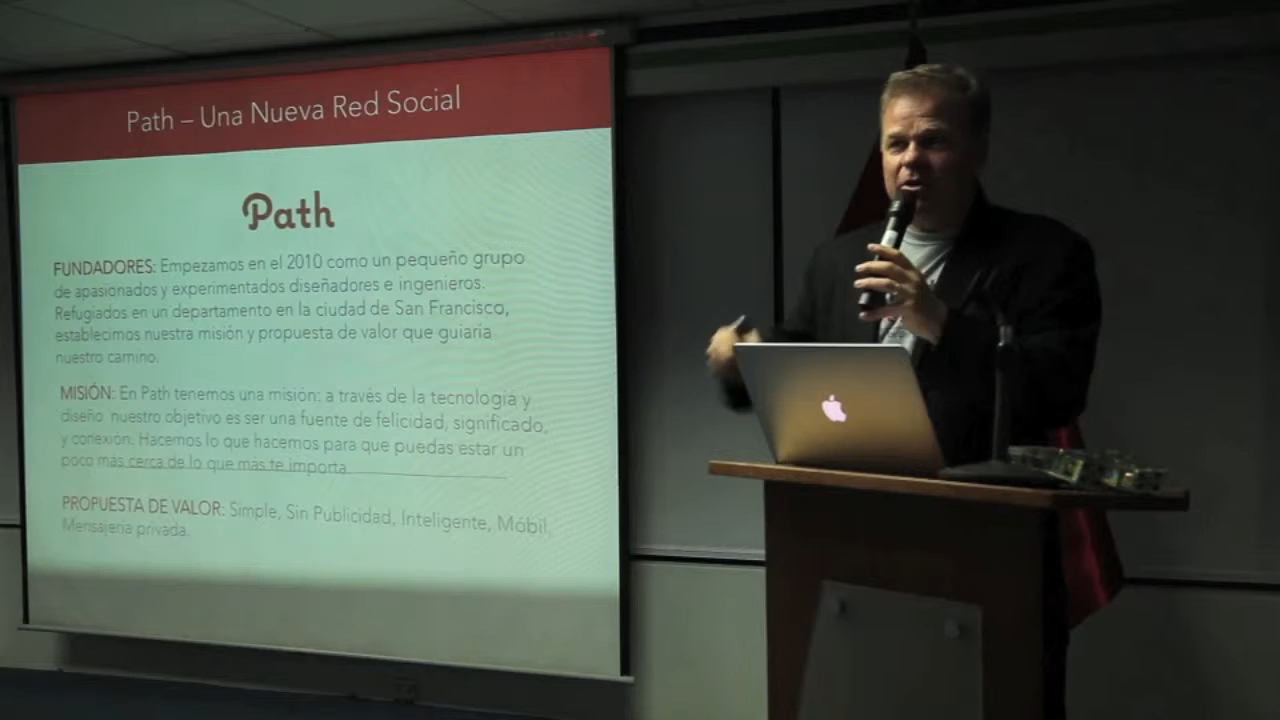 Path – Una Nueva Red Social
Path
FUNDADORES: Empezamos en el 2010 como un pequeño grupo
de apasionados y experimentados diseñadores e ingenieros.
Refugiados en un departamento en la ciudad de San Francisco,
establecimos nuestra misión y propuesta de valor que guiaria
nuestro camino.
MISIÓN: En Path tenemos una misión: a través de la tecnología y
diseño, nuestro objetivo es ser una fuente de felicidad, significado,
y conexión. Hacemos lo que hacemos para que puedas estar un
poco más cerca de lo que más te importa.
PROPUESTA DE VALOR: Simple, Sin Publicidad, Inteligente, Móbil,
Mensajeria privada.